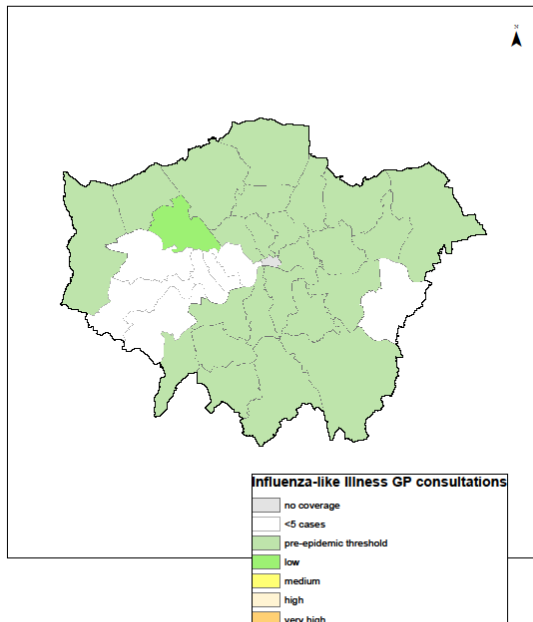 N
Influenza-like Illness GP consultations
no coverage
<5 cases
pre-epidemic threshold
low
medium
high
very high